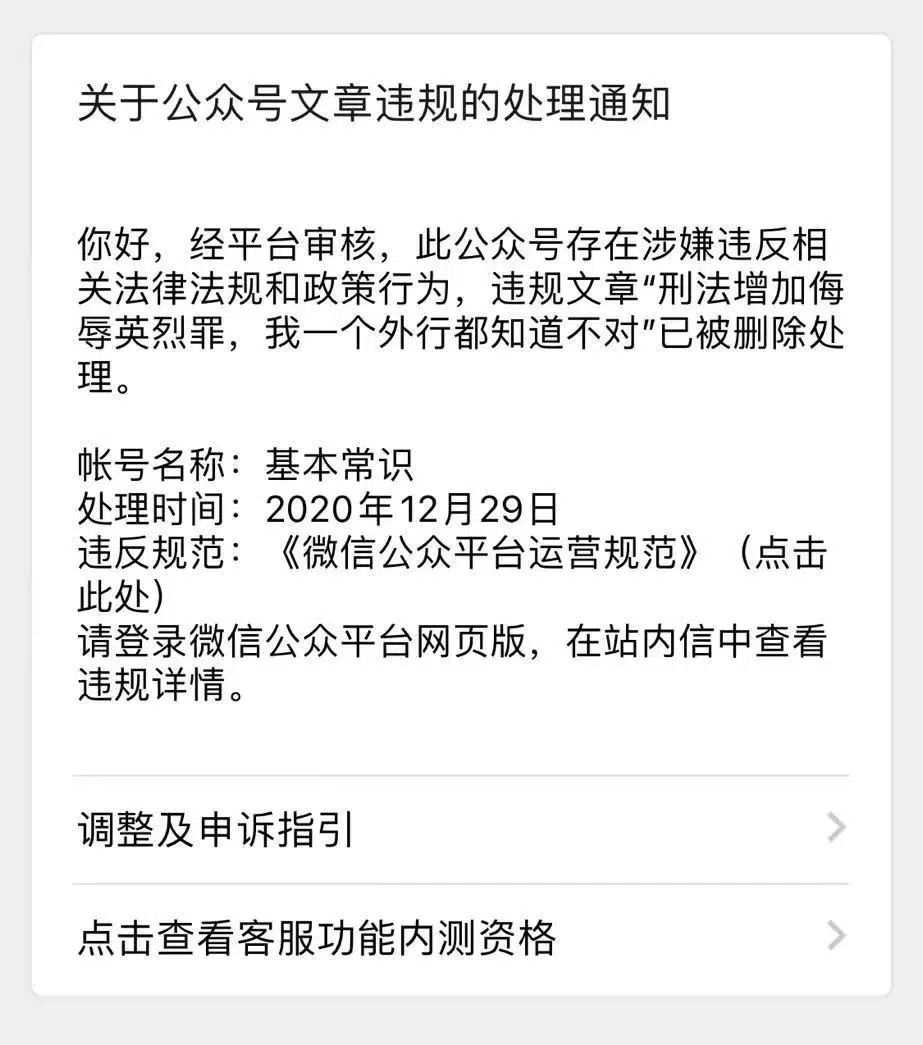 关于公众号文章违规的处理通知
你好，经平台审核，此公众号存在涉嫌违反相
关法律法规和政策行为，违规文章“刑法增加侮
辱英烈罪，我一个外行都知道不对”已被删除处
理。
帐号名称：基本常识
处理时间：2020年12月29日
违反规范：《微信公众平台运营规范》（点击
此处）
请登录微信公众平台网页版，在站内信中查看
违规详情。
调整及申诉指引
点击查看客服功能内测资格